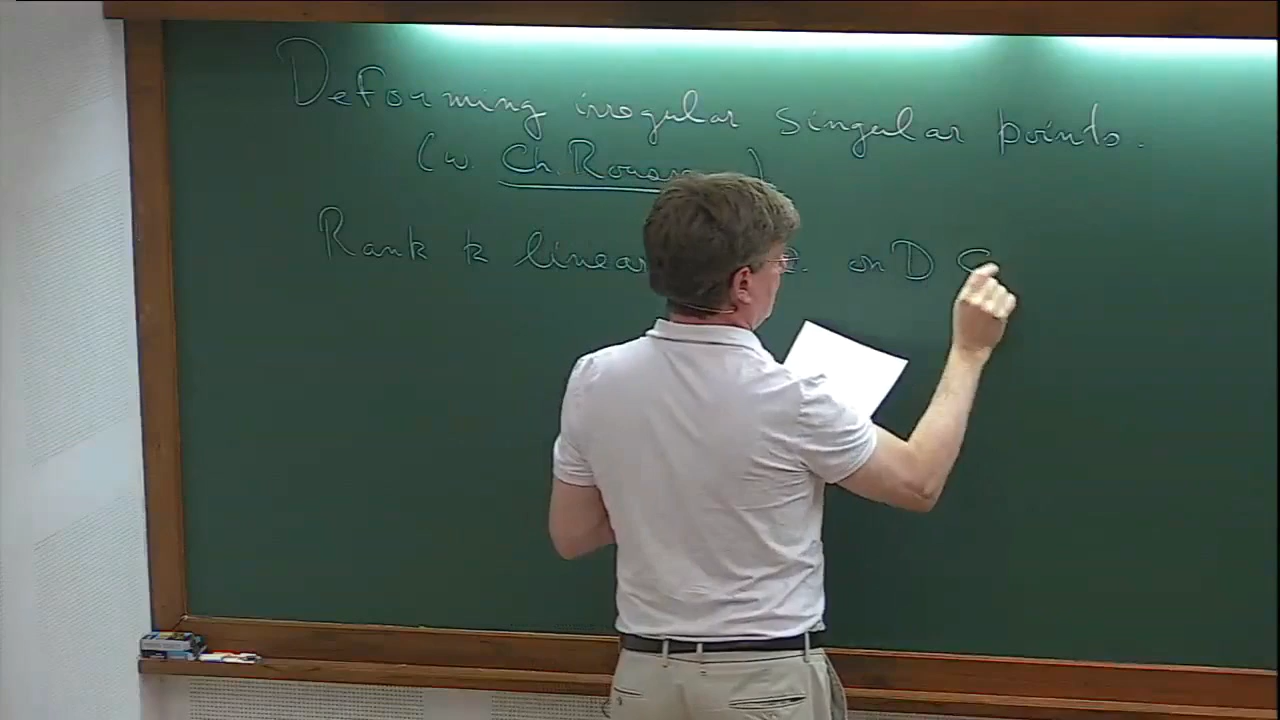 Deforming irregular singular points.
(w. Ch. )
Rank k linear on D